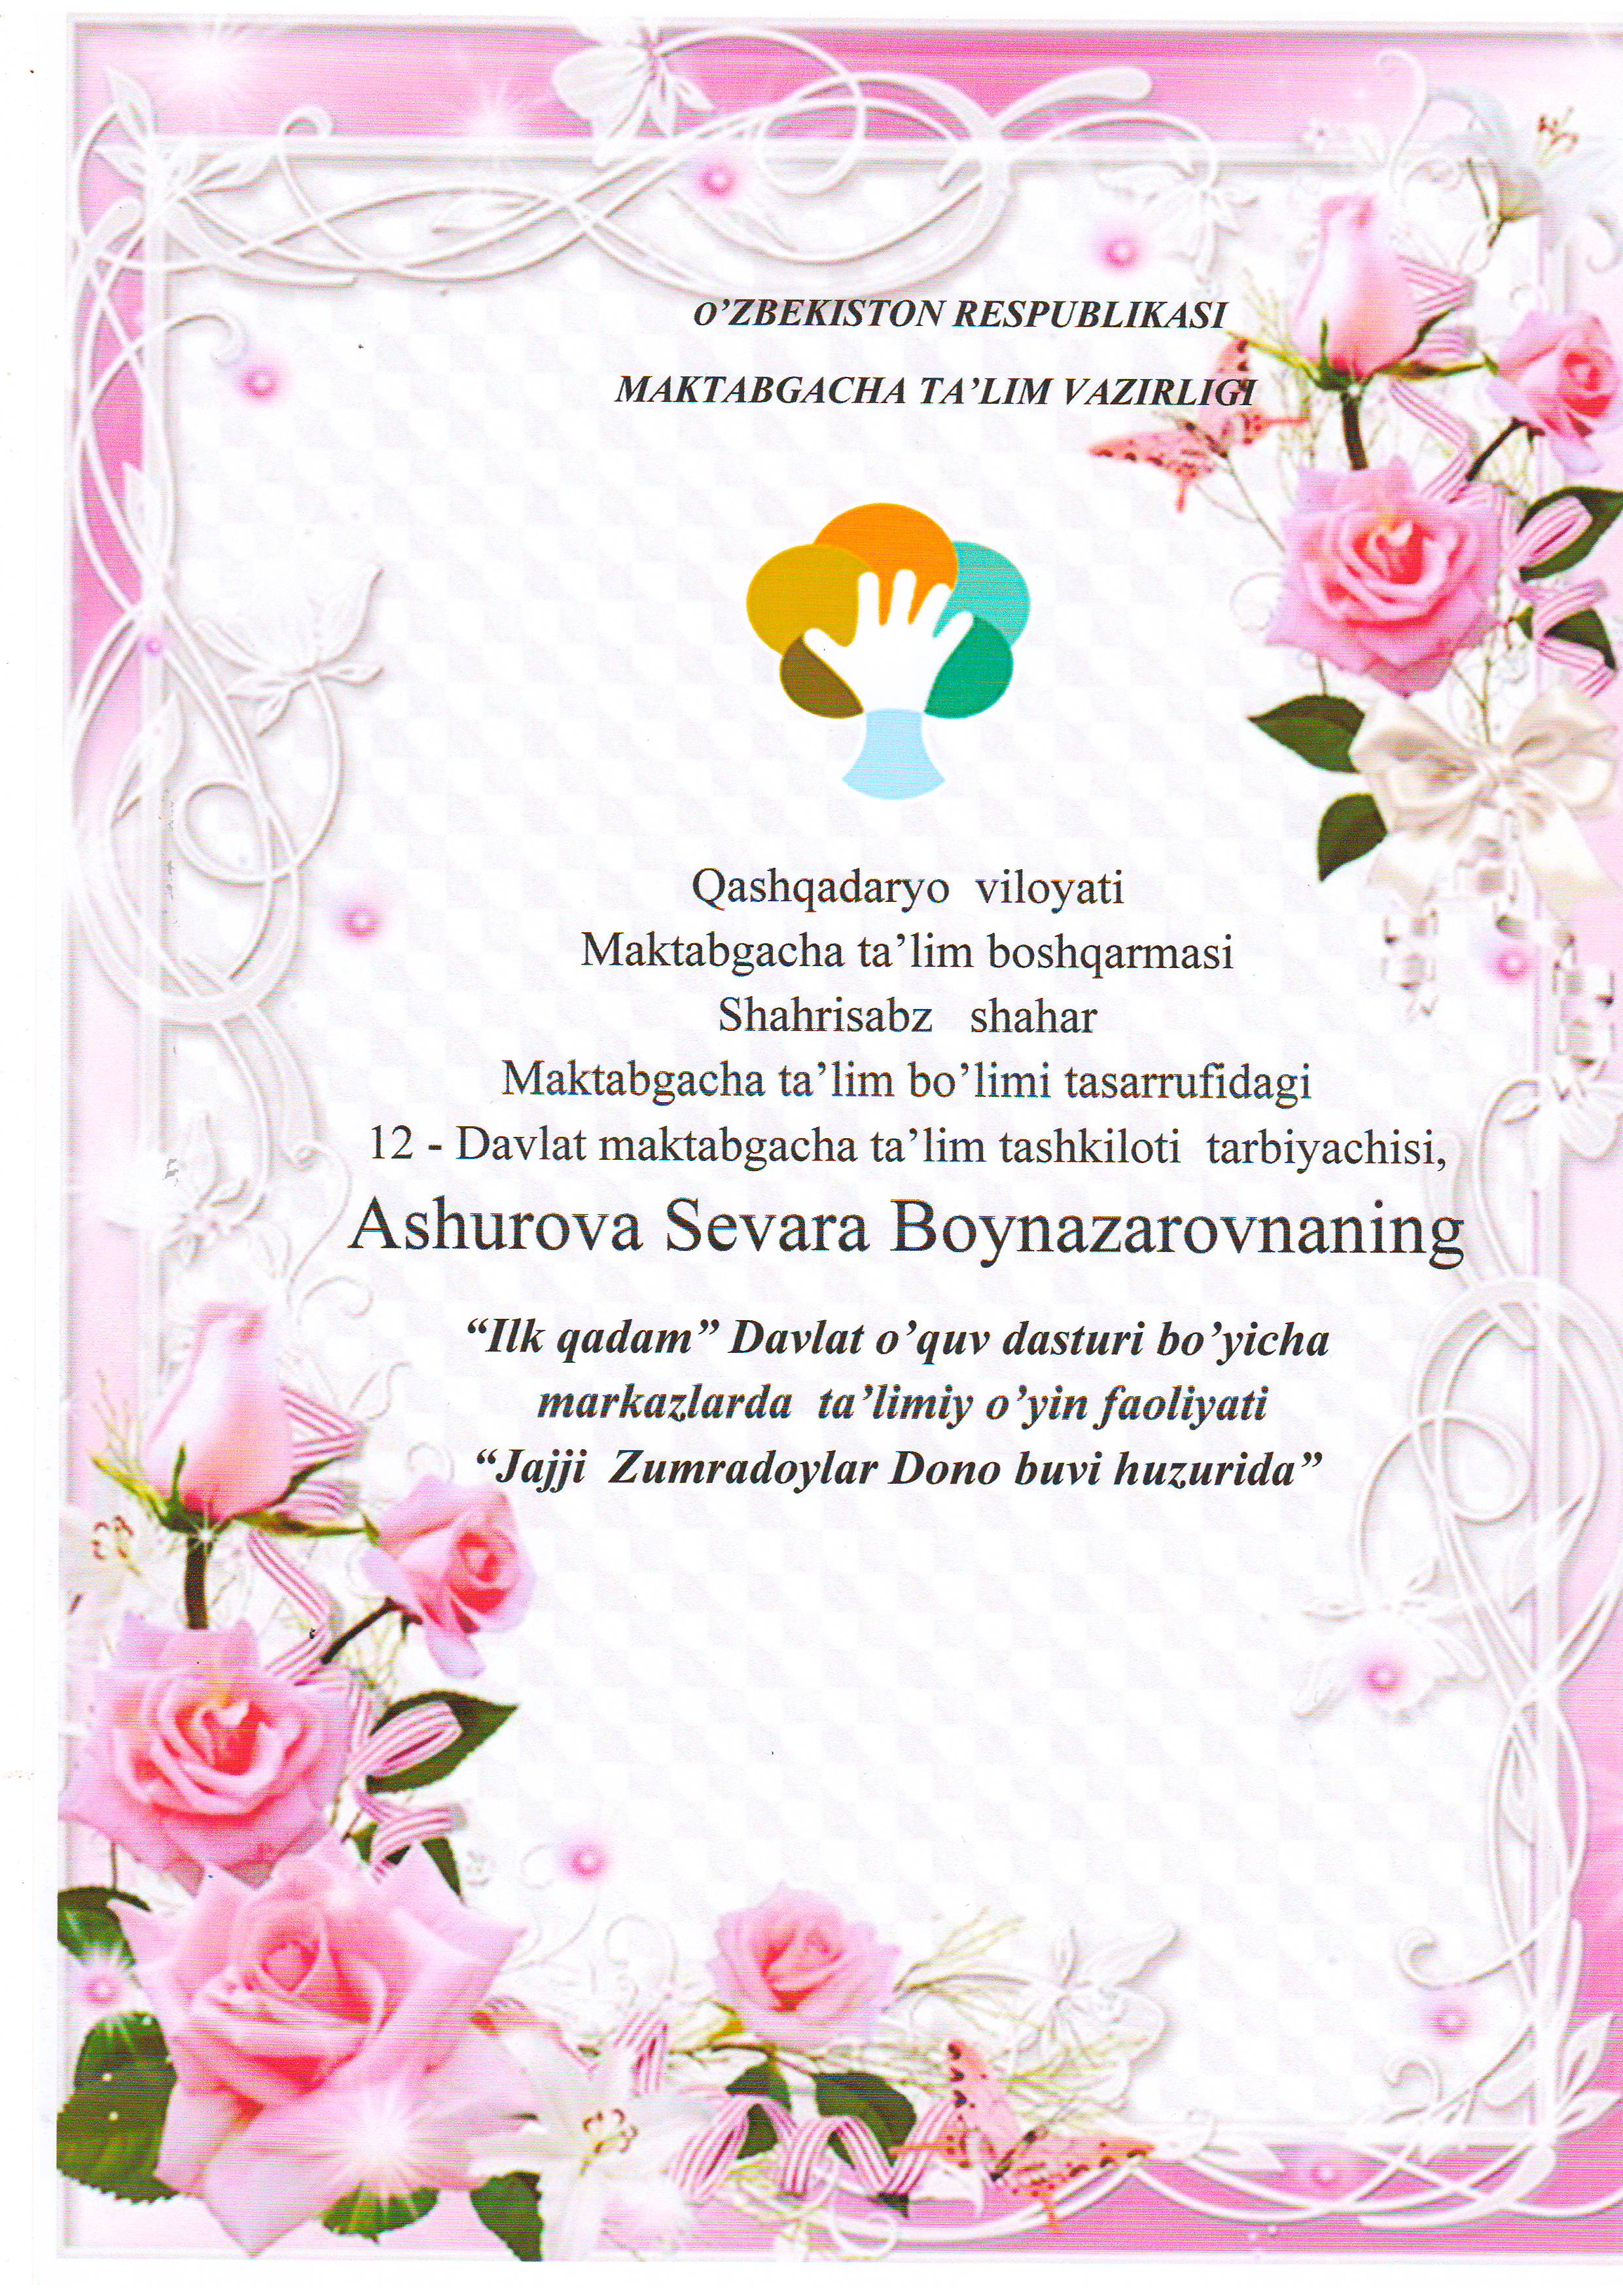 O’ZBEKISTON RESPUBLIKASI
MAKTABGACHA TA’LIM VAZIRLIGI
Qashqadaryo viloyati
Maktabgacha ta’lim boshqarmasi
Shahrisabz shahar
Maktabgacha ta’lim bo’limi tasarrufidagi
12 - Davlat maktabgacha ta’lim tashkiloti tarbiyachisi,
Ashurova Sevara Boynazarovnaning
“Ilk qadam” Davlat o’quv dasturi bo’yicha
markazlarda ta’limiy o’yin faoliyati
“Jajji Zumradoylar Dono buvi huzurida”